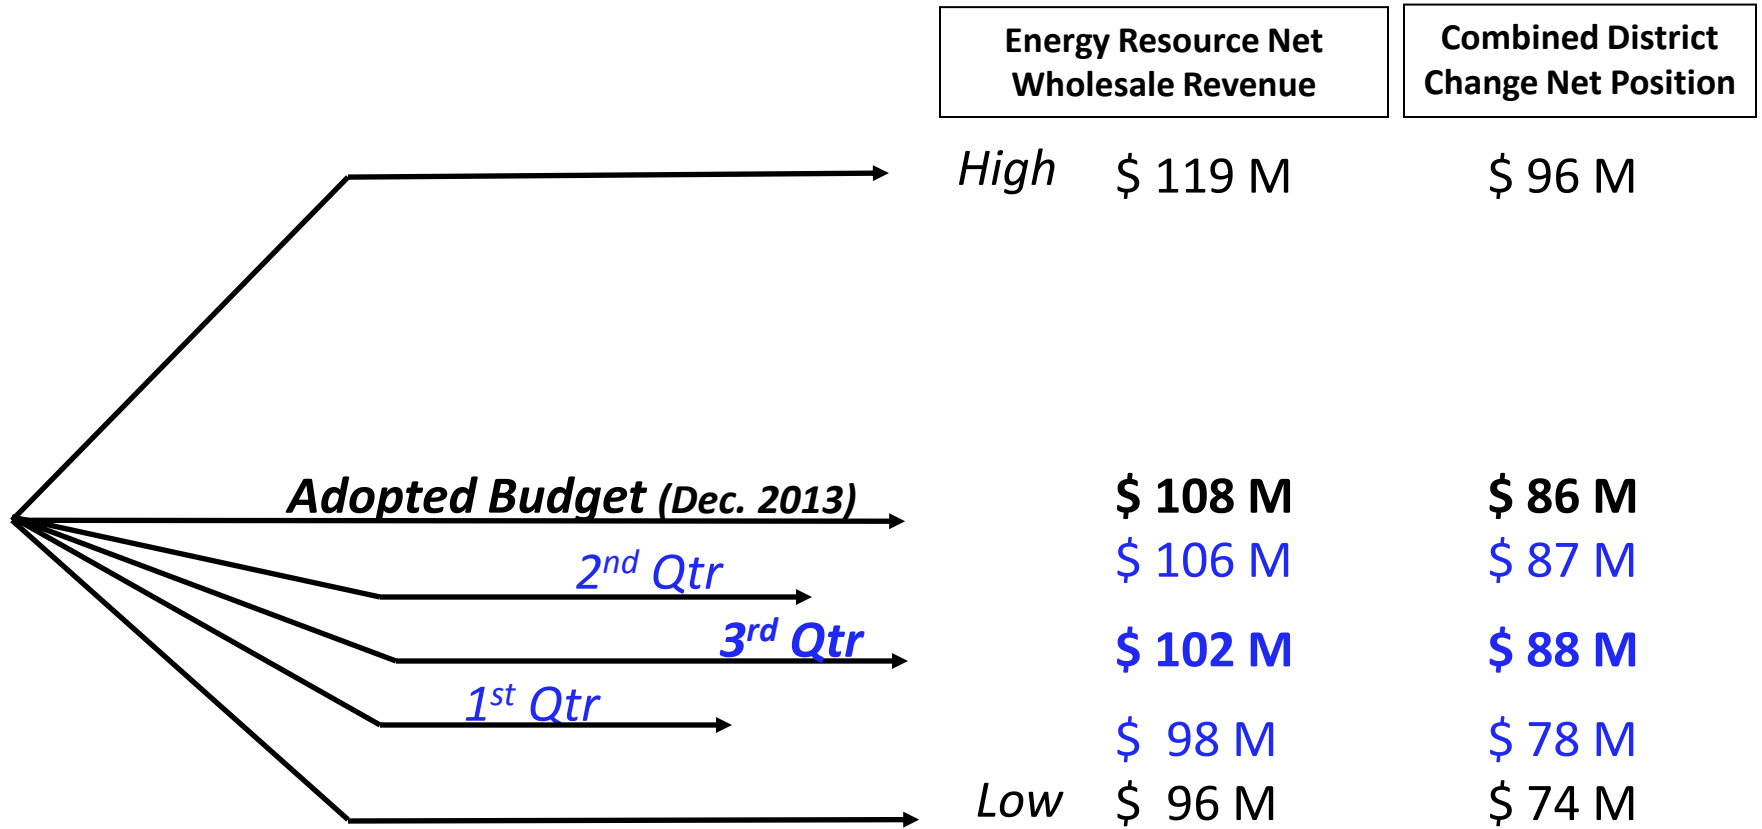 Energy Resource Net
Wholesale Revenue
Combined District
Change Net Position
High $ 119 M $ 96 M
Adopted Budget (Dec. 2013) $ 108 M $ 86 M
2nd Qtr $ 106 M $ 87 M
3rd Qtr $ 102 M $ 88 M
1st Qtr $ 98 M $ 78 M
Low $ 96 M $ 74 M